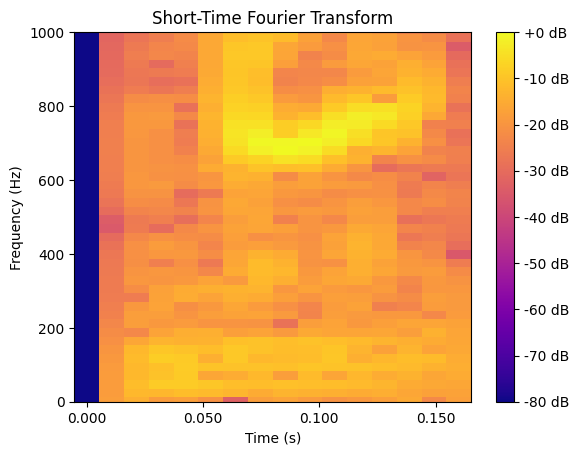 Short-Time Fourier Transform
1000
800
600
400
200
0
Frequency (Hz)
0.000
0.050
0.100
0.150
Time (s)
+0 dB
-10 dB
-20 dB
-30 dB
-40 dB
-50 dB
-60 dB
-70 dB
-80 dB